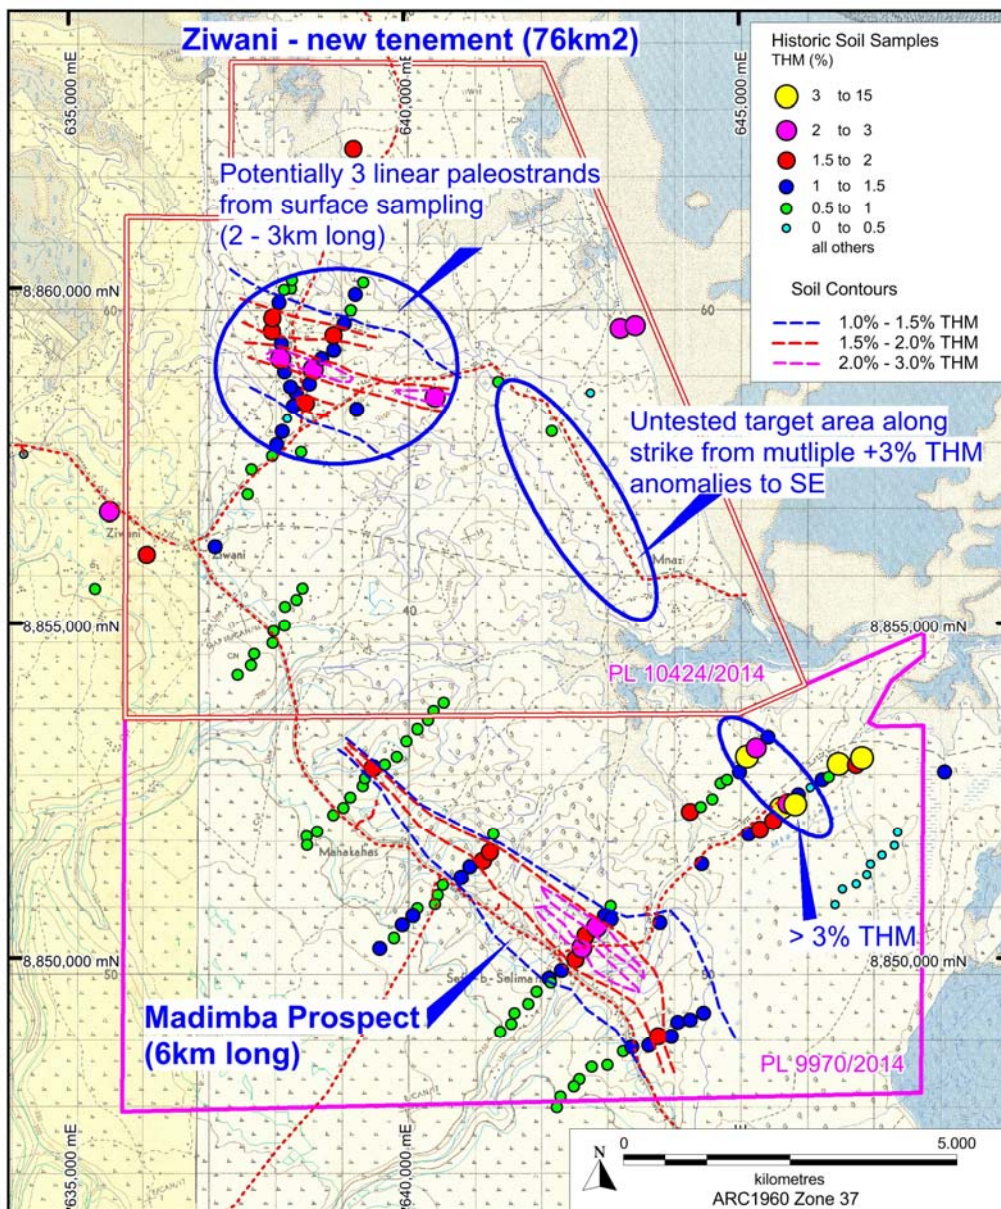 Ziwani - new tenement (76km2)
635,000 mE
640,000 mE
645,000 mE
Historic Soil Samples
THM (%)
3 to 15
2 to 3
1.5 to 2
1 to 1.5
0.5 to 1
0 to 0.5
all others
Soil Contours
1.0% - 1.5% THM
1.5% - 2.0% THM
2.0% - 3.0% THM
Potentially 3 linear paleostrands
from surface sampling
(2 - 3km long)
8,860,000 mN
60
60
Untested target area along
strike from mutliple +3% THM
anomalies to SE
Ziwani
Ziwani
Mnazi
8,855,000 mN
40
8,855,000 mN
PL 10424/2014
Mahakahas
> 3% THM
8,850,000 mN
50
50
8,850,000 mN
Madimba Prospect
(6km long)
PL 9970/2014
635,000 mE
640,000 mE
N
0
5.000
kilometres
ARC1960 Zone 37